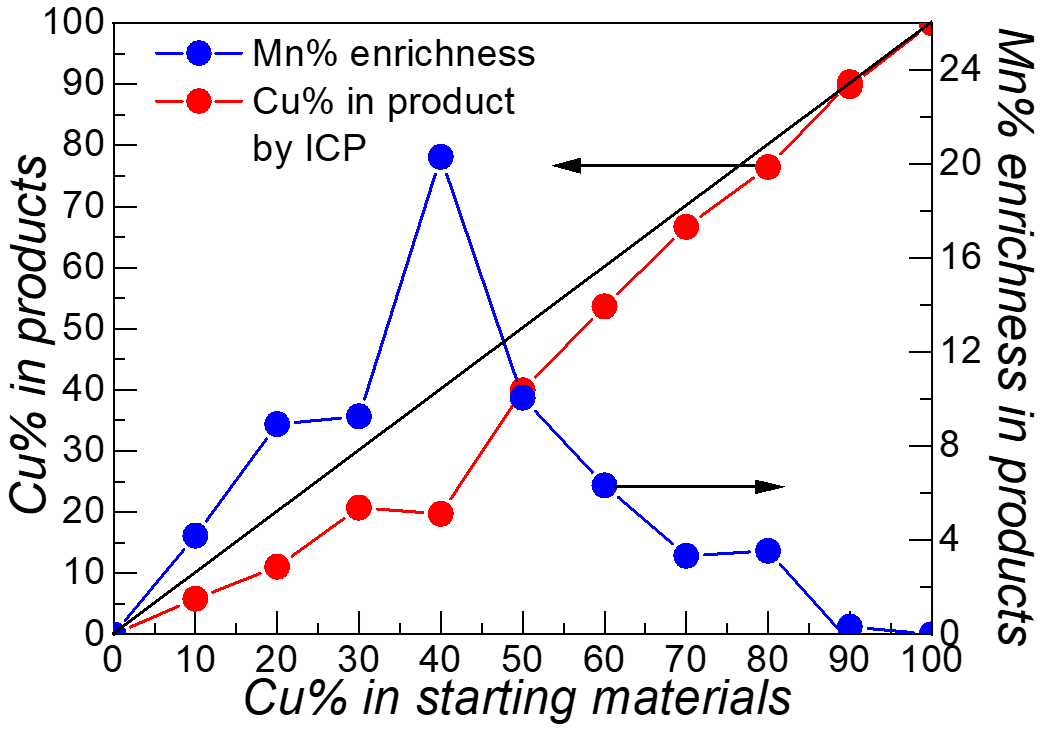 Mn% enrichness
Cu% in product
by ICP
Cu% in products
100
90
80
70
60
50
40
30
20
10
0
24
20
16
12
8
4
0
Mn% enrichness in products
0 10 20 30 40 50 60 70 80 90 100
Cu% in starting materials